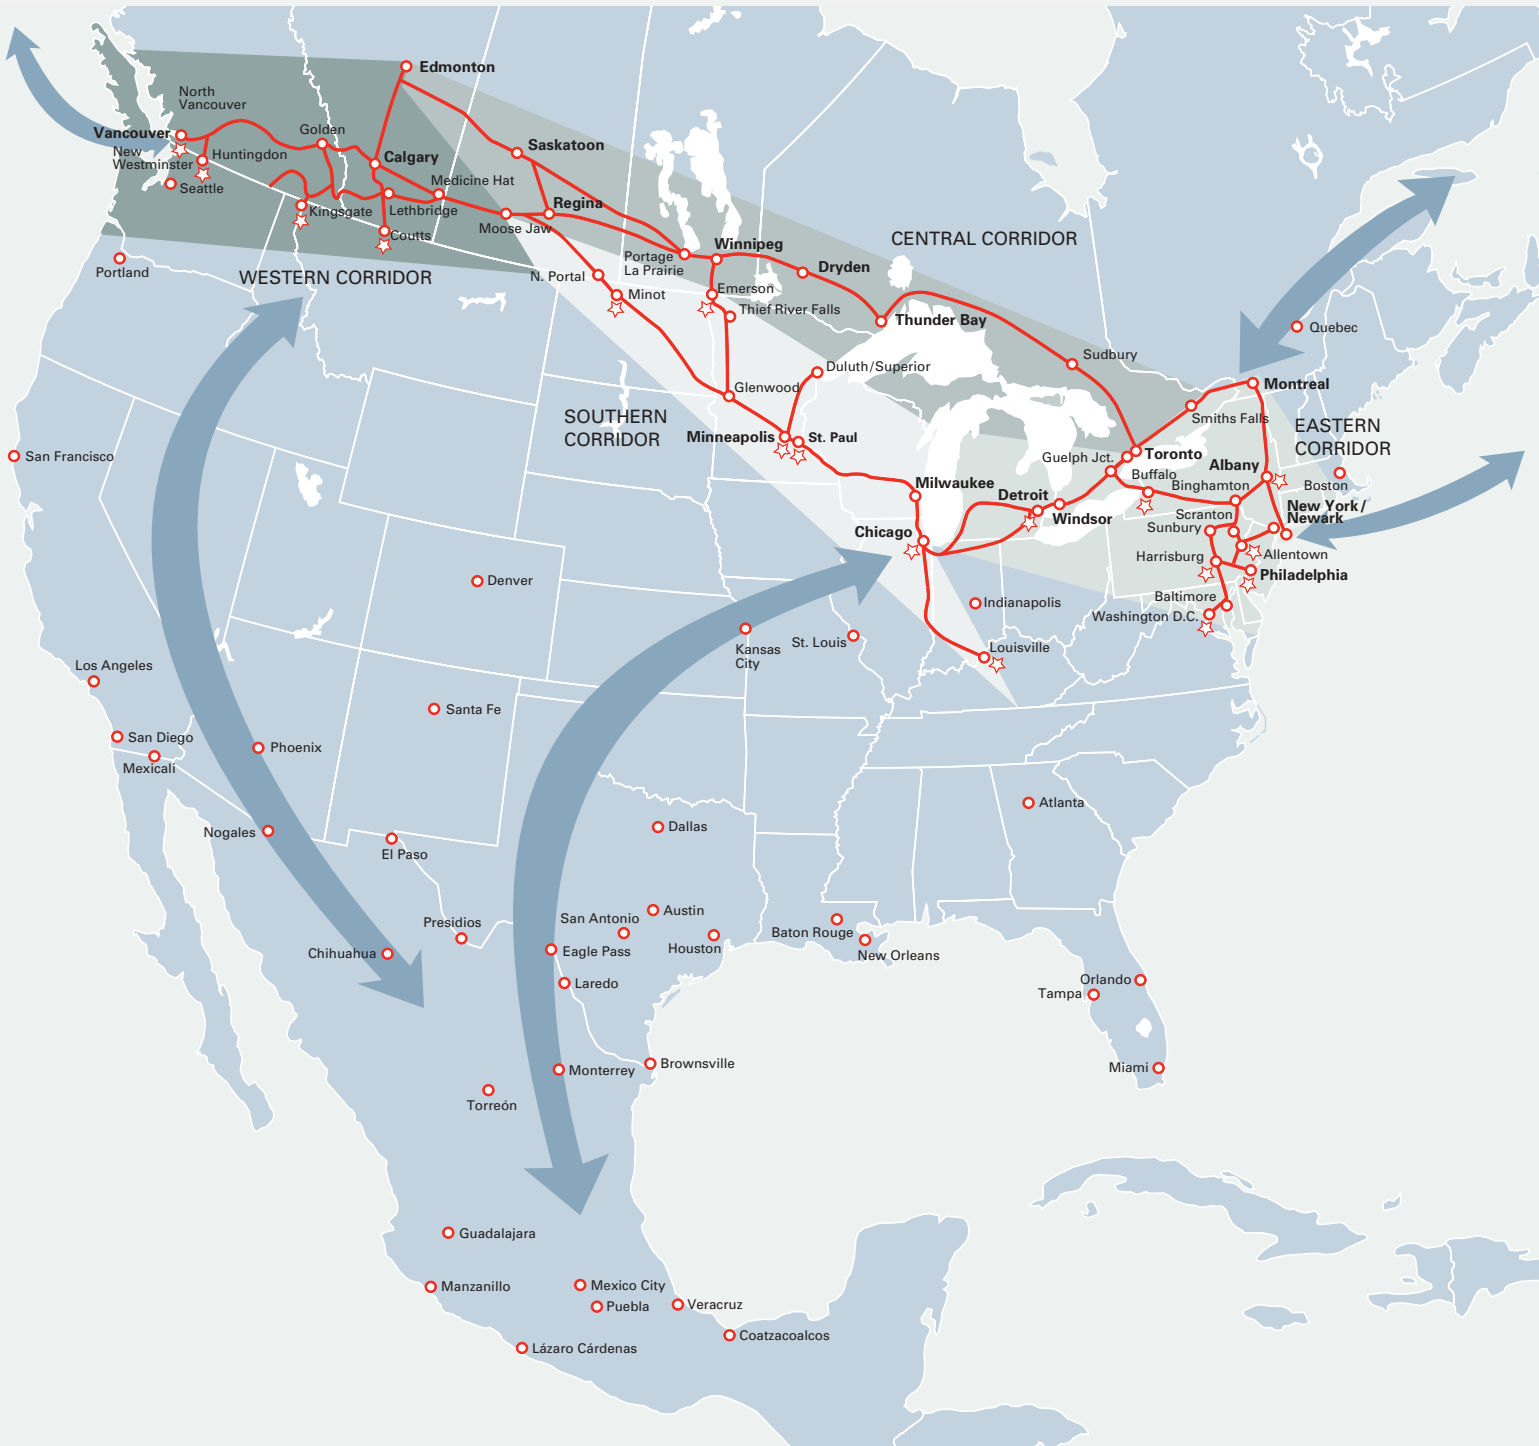 Edmonton
North
Vancouver
Vancouver
Golden
New
Westminster
Huntingdon
Calgary
Saskatoon
Seattle
Medicine Hat
Kingsgate
Lethbridge
Regina
Coutts
Moose Jaw
CENTRAL CORRIDOR
Winnipeg
Portage
La Prairie
Portland
WESTERN CORRIDOR
N. Portal
Dryden
Minot
Emerson
Thief River Falls
Thunder Bay
Quebec
Sudbury
Duluth/Superior
Glenwood
Montreal
SOUTHERN
CORRIDOR
Smiths Falls
EASTERN
CORRIDOR
Minneapolis
St. Paul
San Francisco
Guelph Jct.
Toronto
Buffalo
Albany
Binghamton
Boston
Milwaukee
Detroit
Windsor
Scranton
New York/
Newark
Sunbury
Chicago
Harrisburg
Allentown
Philadelphia
Denver
Baltimore
Indianapolis
Washington D.C.
Kansas
City
St. Louis
Louisville
Los Angeles
Santa Fe
San Diego
Phoenix
Mexicali
Atlanta
Nogales
Dallas
El Paso
Presidios
San Antonio
Austin
Chihuahua
Eagle Pass
Houston
Baton Rouge
New Orleans
Laredo
Orlando
Tampa
Monterrey
Brownsville
Miami
Torreón
Guadalajara
Manzanillo
Mexico City
Puebla
Veracruz
Coatzacoalcos
Lázaro Cárdenas